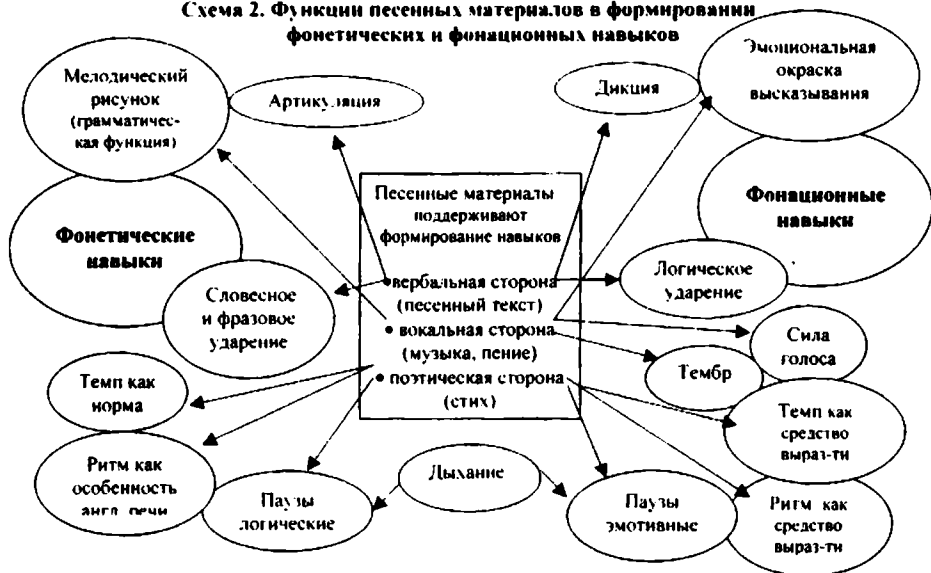 Схема 2. Функции песенных материалов в формировании
фонетических и фонационных навыков
Мелодический
рисунок
(грамматичес-
кая функция)
Артикуляция
Дикция
Эмоциональная
окраска
высказывания
Фонетические
навыки
Песенные материалы
поддерживают
формирование навыков
•вербальная сторона
(песенный текст)
• вокальная сторона
(музыка, пение)
• поэтическая сторона
(стих)
Фонационные
навыки
Словесное
и фразовое
ударение
Логическое
ударение
Сила
голоса
Тембр
Темп как
норма
Темп как
средство
выраз-ти
Ритм как
особенность
англ. речи
Паузы
логические
Дыхание
Паузы
эмотивные
Ритм как
средство
выраз-ти